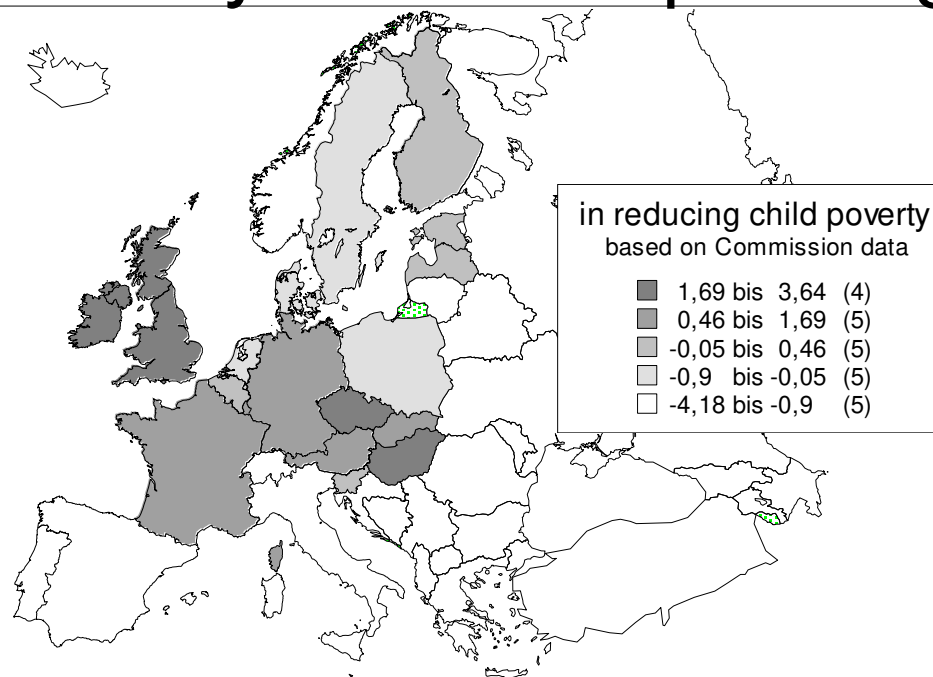 in reducing child poverty
based on Commission data
1,69 bis 3,64 (4)
0,46 bis 1,69 (5)
-0,05 bis 0,46 (5)
-0,9 bis -0,05 (5)
-4,18 bis -0,9 (5)